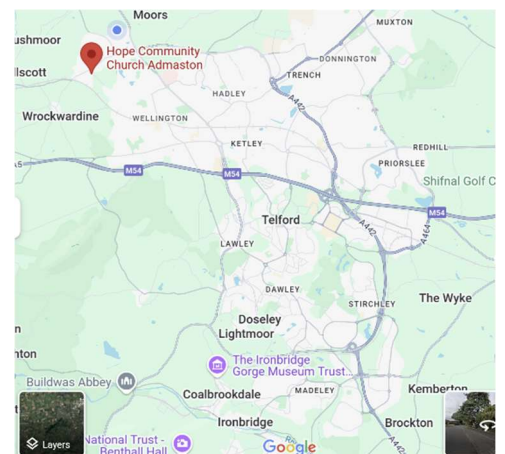 Moors
MUXTON
ushmoor
Hope Community
Church Admaston
DONNINGTON
llscott
TRENCH
HADLEY
A442
Wrockwardine
WELLINGTON
KETLEY
REDHILL
PRIORSLEE
A5
M54
M54
Shifnal Golf C
M54
Telford
A442
A464
LAWLEY
DAWLEY
STIRCHLEY
The Wyke
Doseley
n
Lightmoor
nton
The Ironbridge
Gorge Museum Trust...
Buildwas Abbey
MADELEY
Kemberton
Coalbrookdale
t
Ironbridge
Brockton
Layers
National Trust -
Benthall Hall
Google
A442